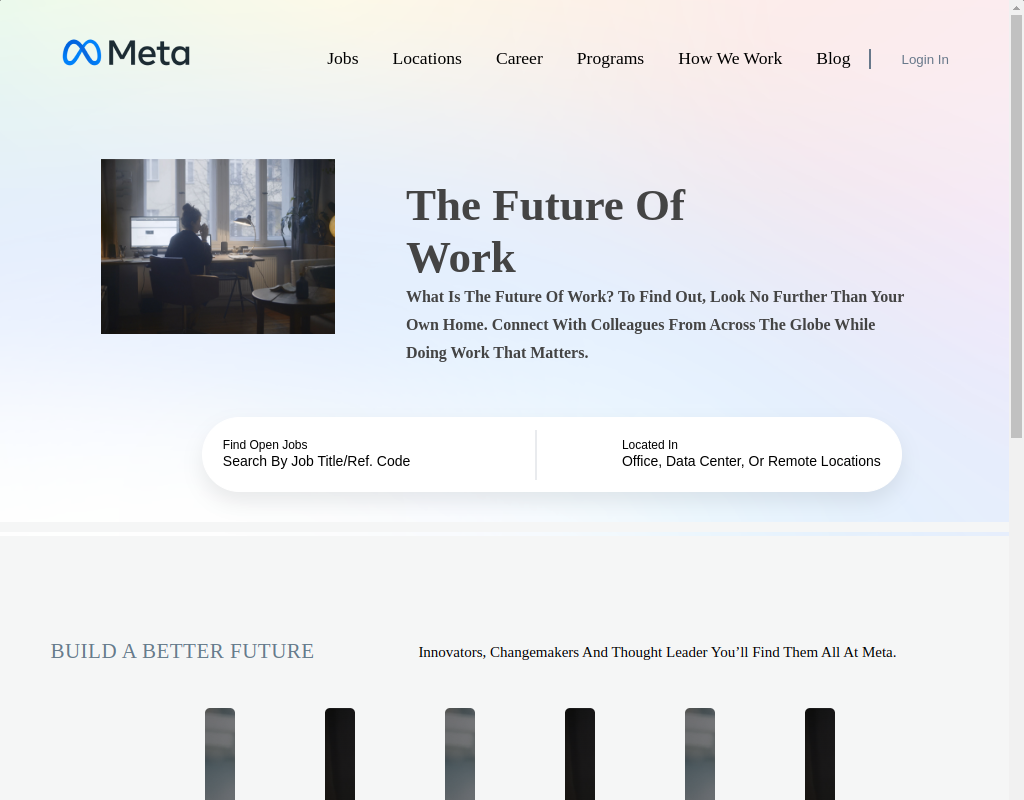 Meta
Jobs Locations Career Programs How We Work Blog Login In
The Future Of
Work
What Is The Future Of Work? To Find Out, Look No Further Than Your
Own Home. Connect With Colleagues From Across The Globe While
Doing Work That Matters.
Find Open Jobs
Search By Job Title/Ref. Code
Located In
Office, Data Center, Or Remote Locations
BUILD A BETTER FUTURE
Innovators, Changemakers And Thought Leader You’ll Find Them All At Meta.